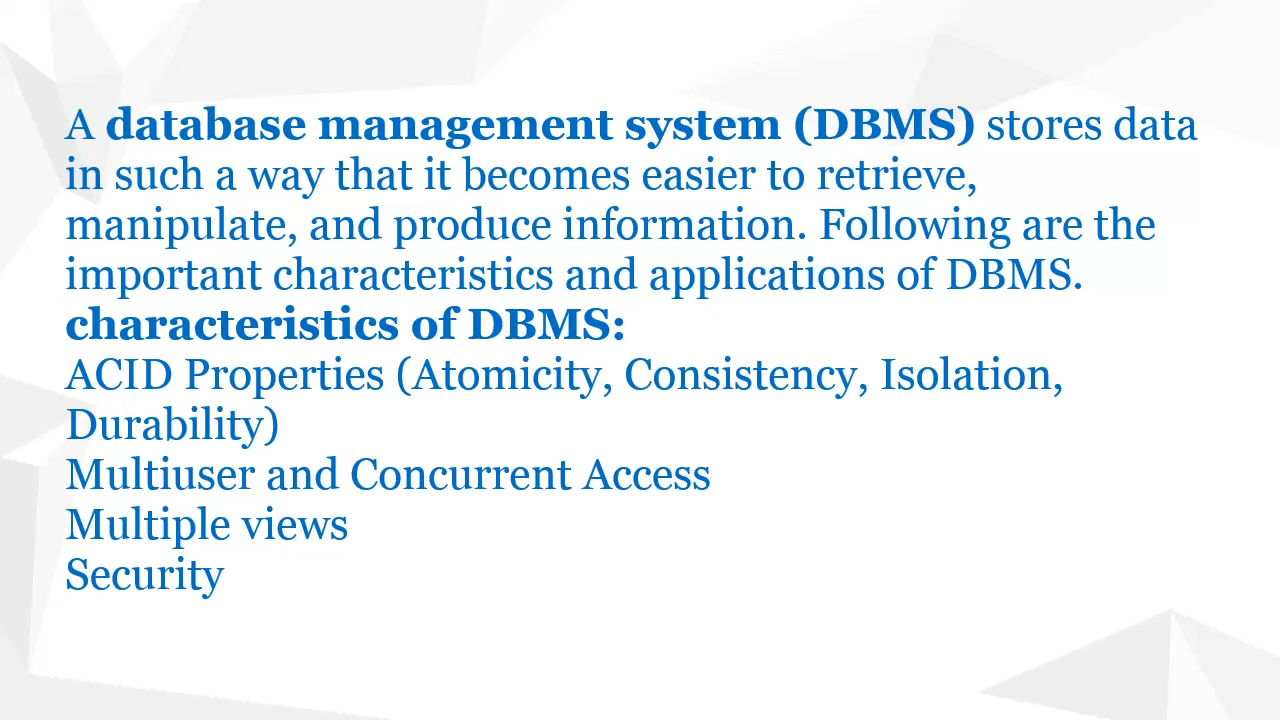 A database management system (DBMS) stores data
in such a way that it becomes easier to retrieve,
manipulate, and produce information. Following are the
important characteristics and applications of DBMS.
characteristics of DBMS:
ACID Properties (Atomicity, Consistency, Isolation,
Durability)
Multiuser and Concurrent Access
Multiple views
Security